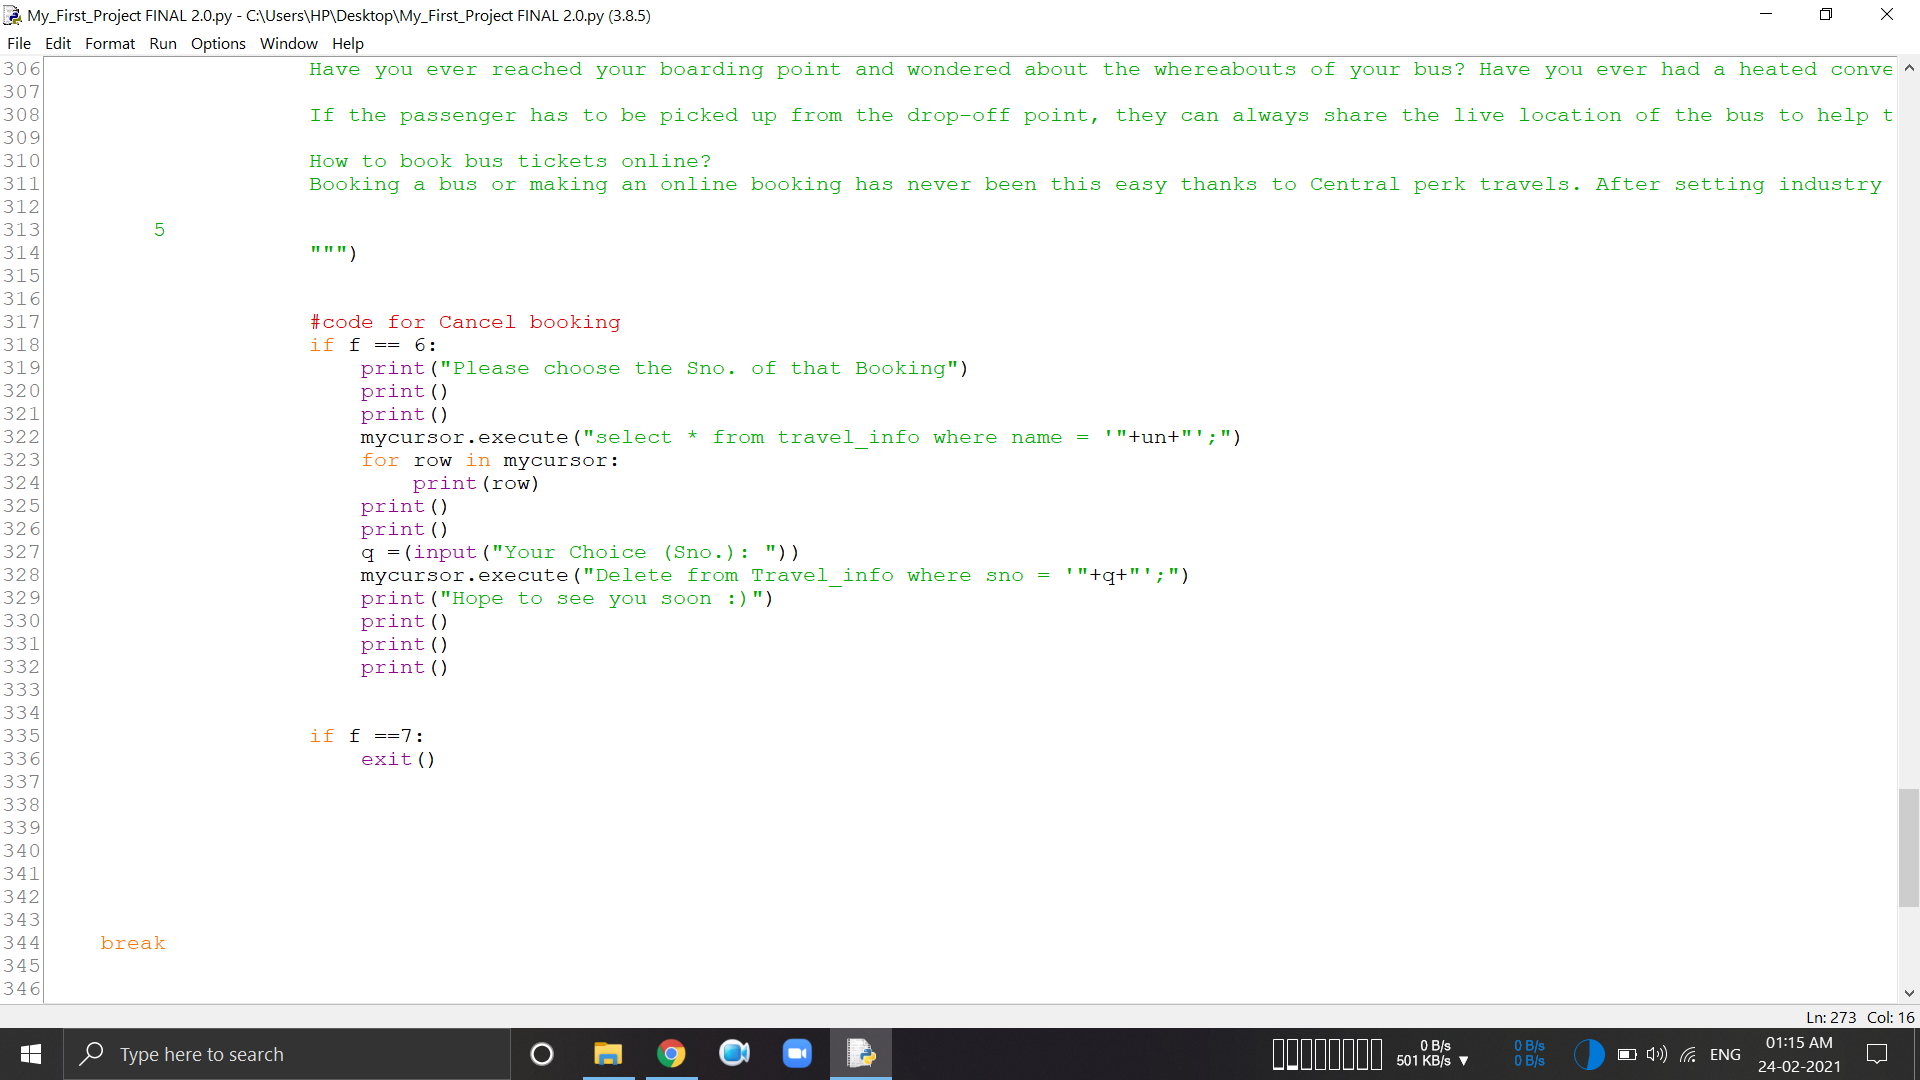 My_First_Project FINAL 2.0.py - C:\Users\HP\Desktop\My_First_Project FINAL 2.0.py (3.8.5)
File Edit Format Run Options Window Help
306 Have you ever reached your boarding point and wondered about the whereabouts of your bus? Have you ever had a heated conve
307
308 If the passenger has to be picked up from the drop-off point, they can always share the live location of the bus to help t
309
310 How to book bus tickets online?
311 Booking a bus or making an online booking has never been this easy thanks to Central perk travels. After setting industry
312
313 5
314 """)
315
316
317 #code for Cancel booking
318 if f == 6:
319 print("Please choose the Sno. of that Booking")
320 print()
321 print()
322 mycursor.execute("select * from travel_info where name = '"+un+"';")
323 for row in mycursor:
324 print(row)
325 print()
326 print()
327 q =(input("Your Choice (Sno.): "))
328 mycursor.execute("Delete from Travel_info where sno = '"+q+"';")
329 print("Hope to see you soon :)")
330 print()
331 print()
332 print()
333
334
335 if f ==7:
336 exit()
337
338
339
340
341
342
343
344 break
345
346
Ln: 273 Col: 16
Type here to search
0 B/s
501 KB/s
0 B/s
0 B/s
ENG
01:15 AM
24-02-2021